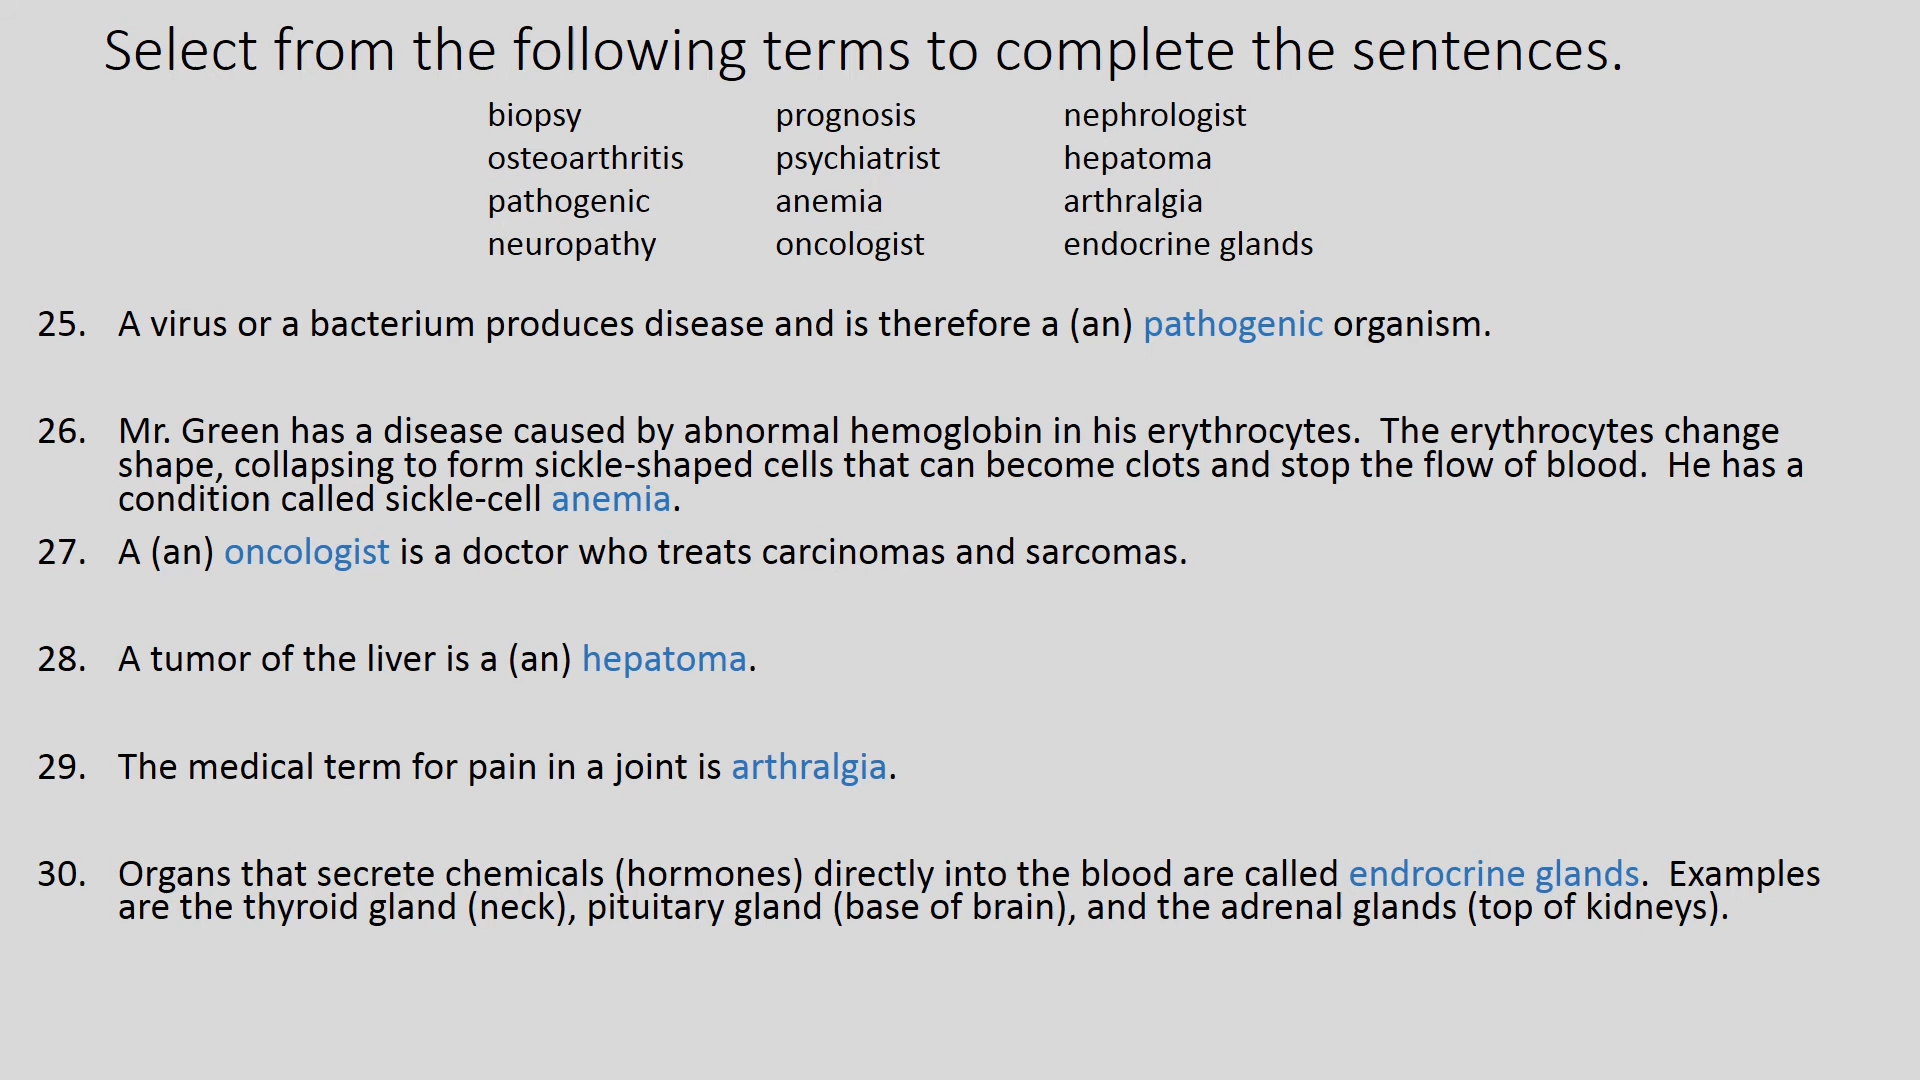 Select from the following terms to complete the sentences.
biopsy prognosis nephrologist
osteoarthritis psychiatrist hepatoma
pathogenic anemia arthralgia
neuropathy oncologist endocrine glands
25. A virus or a bacterium produces disease and is therefore a (an) pathogenic organism.
26. Mr. Green has a disease caused by abnormal hemoglobin in his erythrocytes. The erythrocytes change
shape, collapsing to form sickle-shaped cells that can become clots and stop the flow of blood. He has a
condition called sickle-cell anemia.
27. A (an) oncologist is a doctor who treats carcinomas and sarcomas.
28. A tumor of the liver is a (an) hepatoma.
29. The medical term for pain in a joint is arthralgia.
30. Organs that secrete chemicals (hormones) directly into the blood are called endrocrine glands. Examples
are the thyroid gland (neck), pituitary gland (base of brain), and the adrenal glands (top of kidneys).